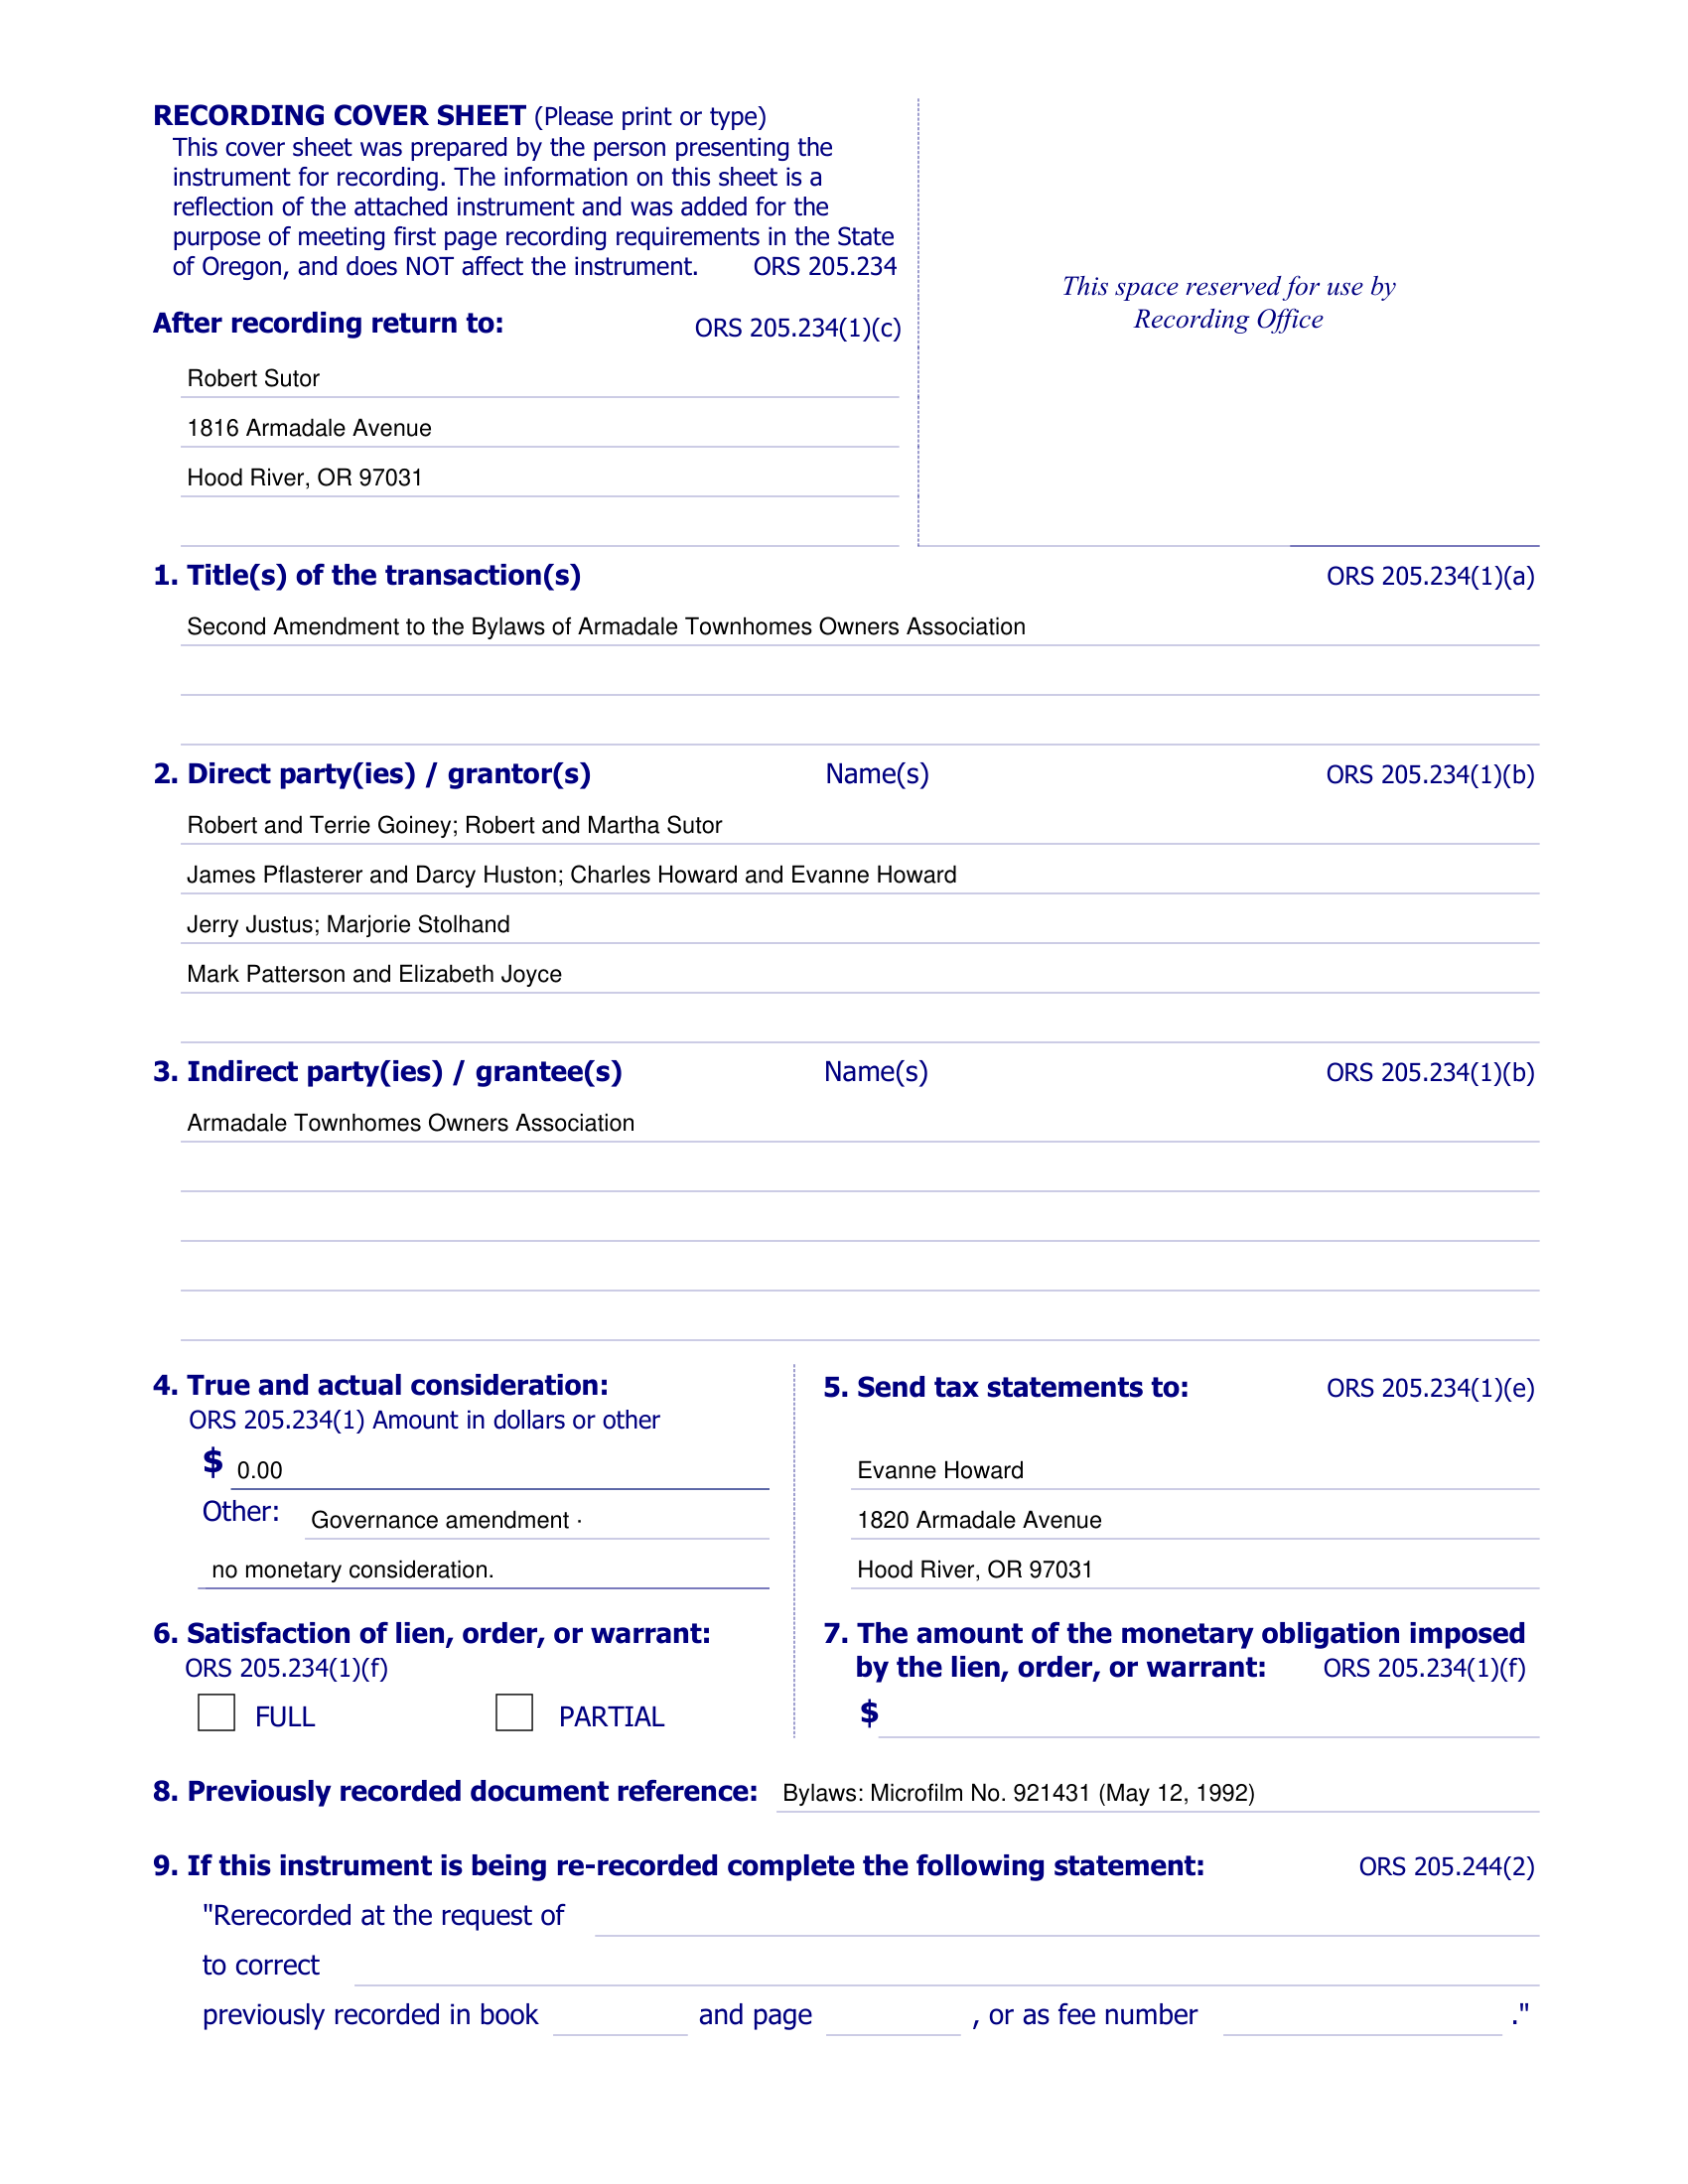 RECORDING COVER SHEET (Please print or type)
This cover sheet was prepared by the person presenting the
instrument for recording. The information on this sheet is a
reflection of the attached instrument and was added for the
purpose of meeting first page recording requirements in the State
of Oregon, and does NOT affect the instrument. ORS 205.234
This space reserved for use by
Recording Office
After recording return to: ORS 205.234(1)(c)
Robert Sutor
1816 Armadale Avenue
Hood River, OR 97031
1. Title(s) of the transaction(s) ORS 205.234(1)(a)
Second Amendment to the Bylaws of Armadale Townhomes Owners Association
2. Direct party(ies) / grantor(s) Name(s) ORS 205.234(1)(b)
Robert and Terrie Goiney; Robert and Martha Sutor
James Pflasterer and Darcy Huston; Charles Howard and Evanne Howard
Jerry Justus; Marjorie Stolhand
Mark Patterson and Elizabeth Joyce
3. Indirect party(ies) / grantee(s) Name(s) ORS 205.234(1)(b)
Armadale Townhomes Owners Association
4. True and actual consideration:
ORS 205.234(1) Amount in dollars or other
$ 0.00
Other: Governance amendment ·
no monetary consideration.
5. Send tax statements to: ORS 205.234(1)(e)
Evanne Howard
1820 Armadale Avenue
Hood River, OR 97031
6. Satisfaction of lien, order, or warrant:
ORS 205.234(1)(f)
FULL PARTIAL
7. The amount of the monetary obligation imposed
by the lien, order, or warrant: ORS 205.234(1)(f)
$
8. Previously recorded document reference: Bylaws: Microfilm No. 921431 (May 12, 1992)
9. If this instrument is being re-recorded complete the following statement: ORS 205.244(2)
"Rerecorded at the request of
to correct
previously recorded in book and page , or as fee number ."